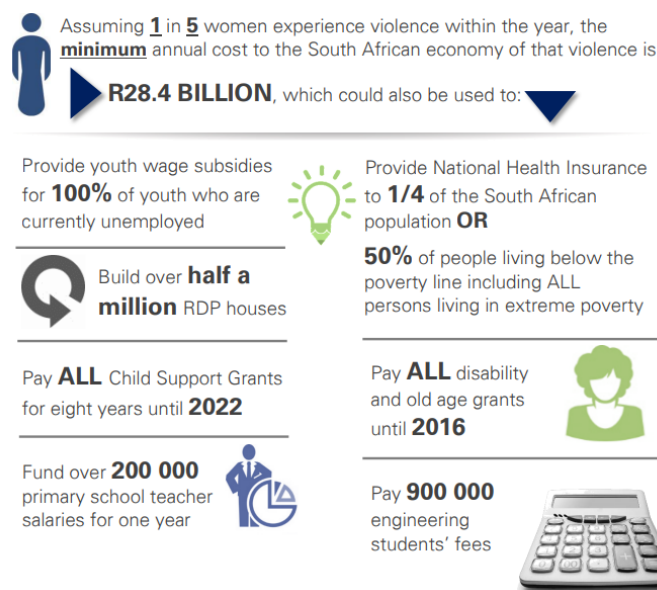 Assuming 1 in 5 women experience violence within the year, the
minimum annual cost to the South African economy of that violence is
R28.4 BILLION, which could also be used to:
Provide youth wage subsidies
for 100% of youth who are
currently unemployed
Build over half a
million RDP houses
Pay ALL Child Support Grants
for eight years until 2022
Fund over 200 000
primary school teacher
salaries for one year
Provide National Health Insurance
to 1/4 of the South African
population OR
50% of people living below the
poverty line including ALL
persons living in extreme poverty
Pay ALL disability
and old age grants
until 2016
Pay 900 000
engineering
students' fees